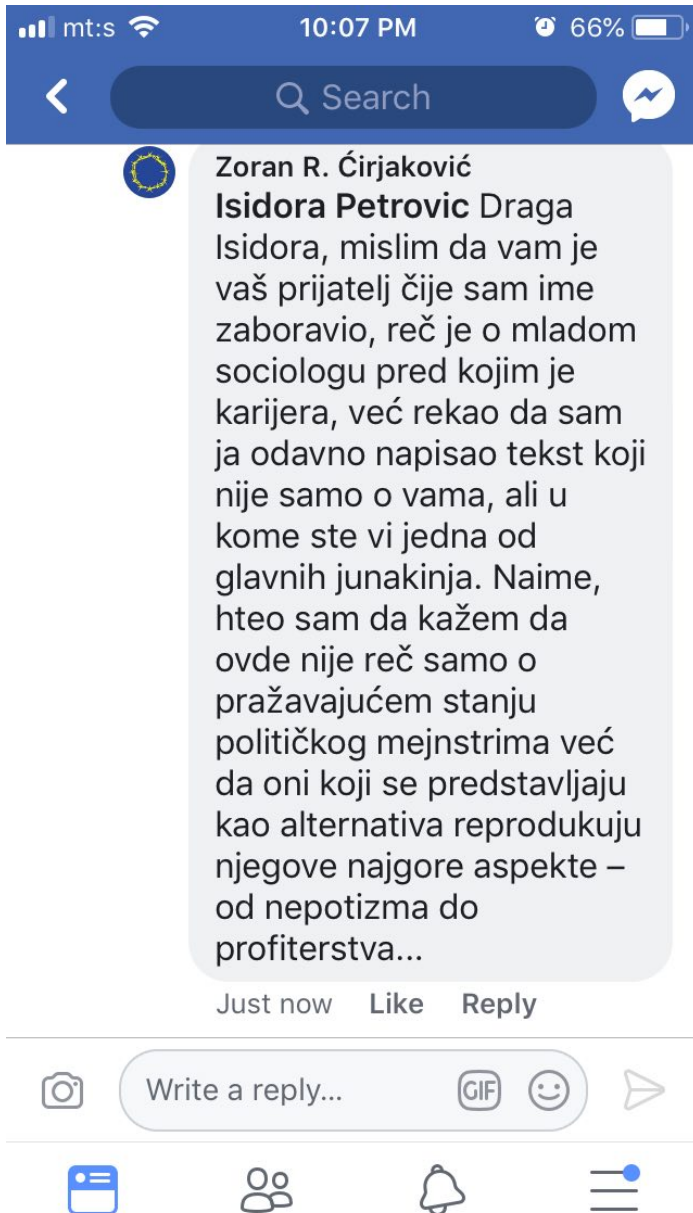 mt:s 10:07 PM 66%
Search
Zoran R. Ćirjaković
Isidora Petrovic Draga
Isidora, mislim da vam je
vaš prijatelj čije sam ime
zaboravio, reč je o mladom
sociologu pred kojim je
karijera, već rekao da sam
ja odavno napisao tekst koji
nije samo o vama, ali u
kome ste vi jedna od
glavnih junakinja. Naime,
hteo sam da kažem da
ovde nije reč samo o
pražavajućem stanju
političkog mejnstrima već
da oni koji se predstavljaju
kao alternativa reprodukuju
njegove najgore aspekte –
od nepotizma do
profiterstva...
Just now Like Reply
Write a reply... GIF